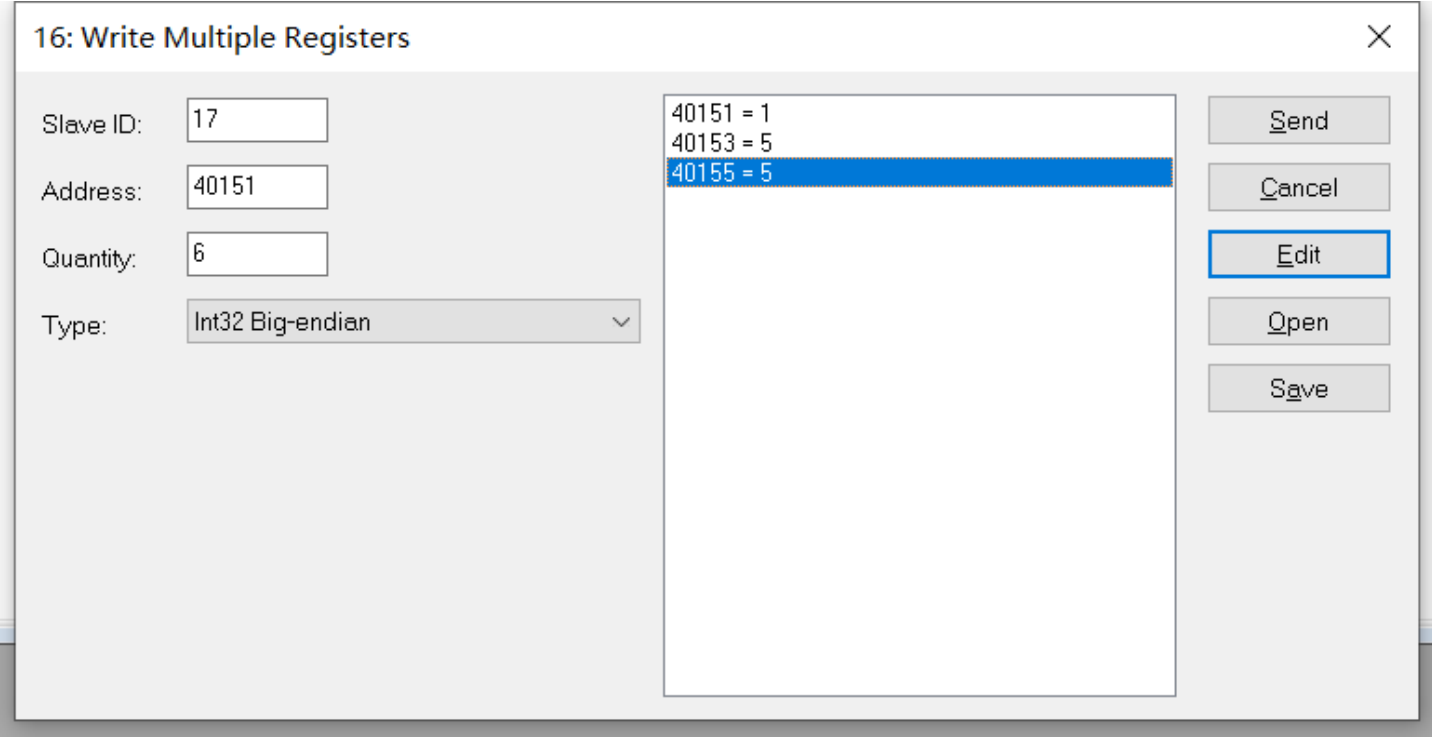 16: Write Multiple Registers
Slave ID: 17
Address: 40151
Quantity: 6
Type: Int32 Big-endian
40151 = 1
40153 = 5
40155 = 5
Send
Cancel
Edit
Open
Save